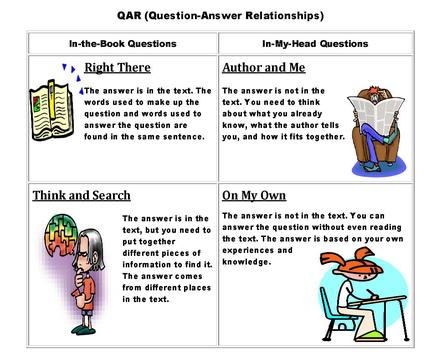 QAR (Question-Answer Relationships)
In-the-Book Questions
In-My-Head Questions
Right There
The answer is in the text. The
words used to make up the
question and words used to
answer the question are
found in the same sentence.
Author and Me
The answer is not in the
text. You need to think
about what you already
know, what the author tells
you, and how it fits together.
Think and Search
The answer is in the
text, but you need to
put together
different pieces of
information to find it.
The answer comes
from different places
in the text.
On My Own
The answer is not in the text. You can
answer the question without even reading
the text. The answer is based on your own
experiences and
knowledge.